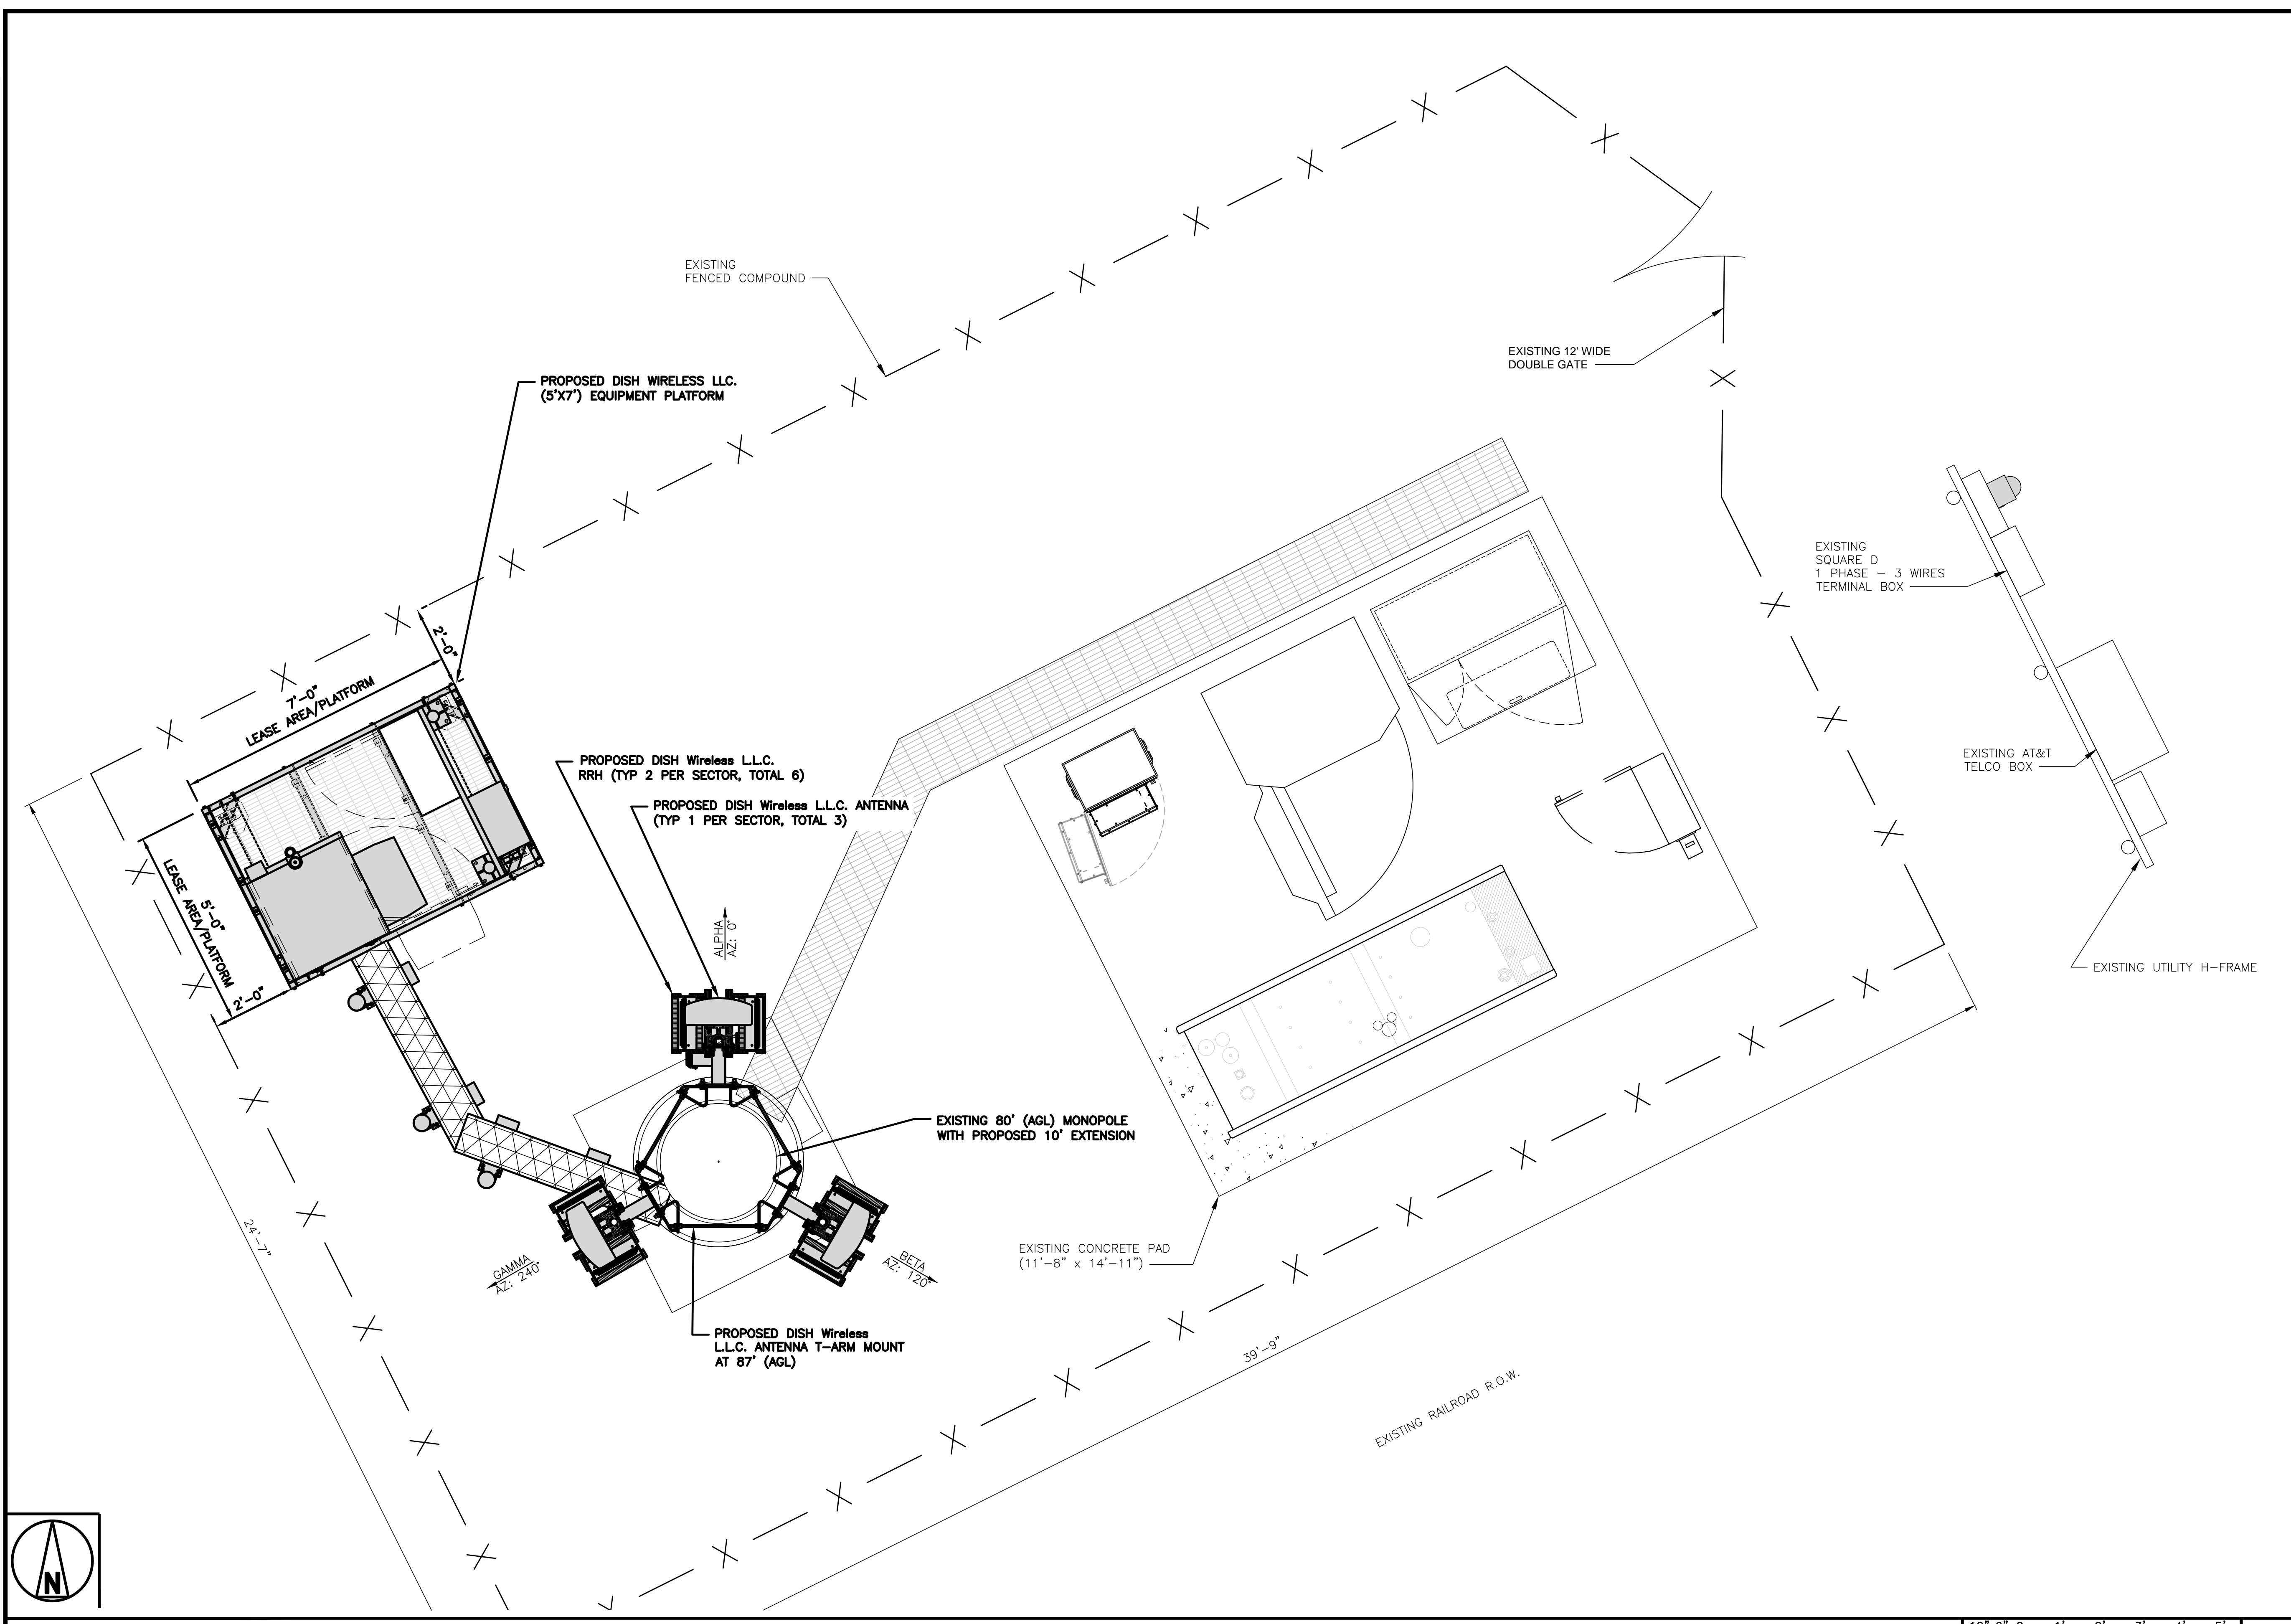 EXISTING
FENCED COMPOUND
EXISTING 12' WIDE
DOUBLE GATE
PROPOSED DISH WIRELESS LLC.
(5'X7') EQUIPMENT PLATFORM
EXISTING
SQUARE D
1 PHASE - 3 WIRES
TERMINAL BOX
2'-0"
7'-0"
LEASE AREA/PLATFORM
PROPOSED DISH Wireless L.L.C.
RRH (TYP 2 PER SECTOR, TOTAL 6)
PROPOSED DISH Wireless L.L.C. ANTENNA
(TYP 1 PER SECTOR, TOTAL 3)
EXISTING AT&T
TELCO BOX
5'-0"
LEASE AREA/PLATFORM
2'-0"
ALPHA
AZ: 0°
EXISTING UTILITY H-FRAME
EXISTING 80' (AGL) MONOPOLE
WITH PROPOSED 10' EXTENSION
24'-7"
GAMMA
AZ: 240°
BETA
AZ: 120°
EXISTING CONCRETE PAD
(11'-8" x 14'-11")
PROPOSED DISH Wireless
L.L.C. ANTENNA T-ARM MOUNT
AT 87' (AGL)
39'-9"
EXISTING RAILROAD R.O.W.
N